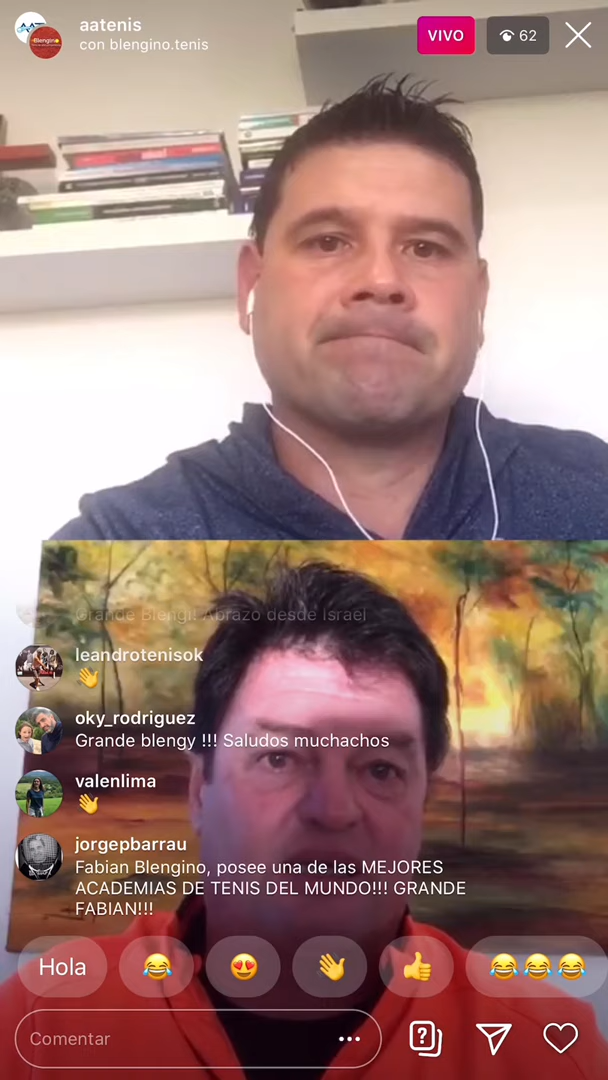 aatenis
con blengino.tenis
VIVO
62
Grande Blengi! Abrazo desde Israel
leandrotenisok
👋
oky_rodriguez
Grande blengy !!! Saludos muchachos
valenlima
👋
jorgepbarrau
Fabian Blengino, posee una de las MEJORES
ACADEMIAS DE TENIS DEL MUNDO!!! GRANDE
FABIAN!!!
Hola 😂 😍 👋 👍 😂😂😂
Comentar